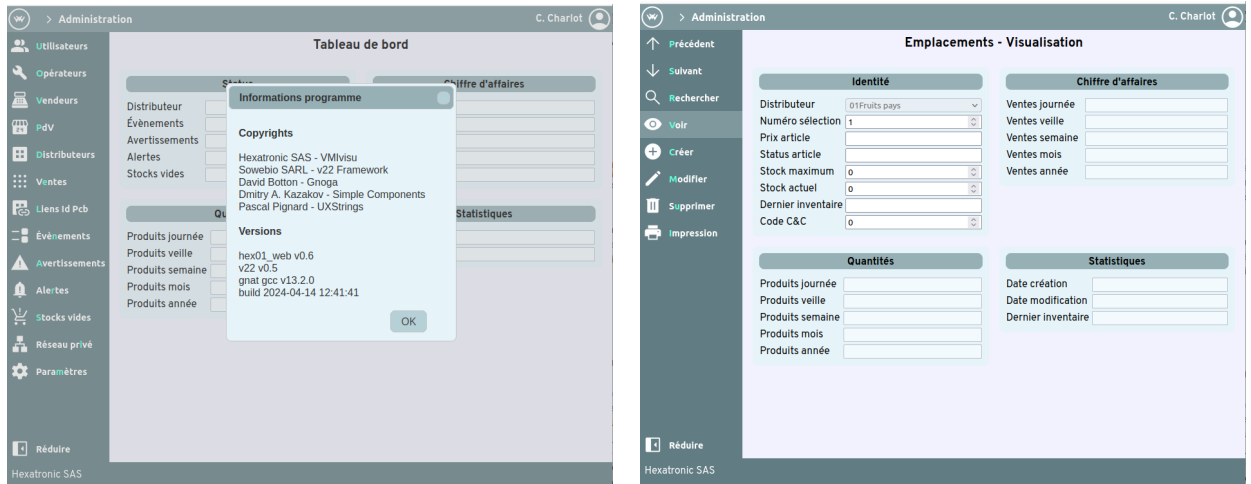 > Administration
C. Charlot
Utilisateurs
Opérateurs
Vendeurs
PdV
Distributeurs
Ventes
Liens Id Pcb
Évènements
Avertissements
Alertes
Stocks vides
Réseau privé
Paramètres
Réduire
Hexatronic SAS
Tableau de bord
Status
Chiffre d'affaires
Distributeur
Évènements
Avertissements
Alertes
Stocks vides
Statistiques
Produits journée
Produits veille
Produits semaine
Produits mois
Produits année
Informations programme
Copyrights
Hexatronic SAS - VMIvisu
Sowebio SARL - v22 Framework
David Botton - Gnoga
Dmitry A. Kazakov - Simple Components
Pascal Pignard - UXStrings
Versions
hex01_web v0.6
v22 v0.5
gnat gcc v13.2.0
build 2024-04-14 12:41:41
OK
> Administration
C. Charlot
Précédent
Suivant
Rechercher
Voir
Créer
Modifier
Supprimer
Impression
Réduire
Hexatronic SAS
Emplacements - Visualisation
Identité
Distributeur 01Fruits pays
Numéro sélection 1
Prix article
Status article
Stock maximum 0
Stock actuel 0
Dernier inventaire
Code C&C 0
Chiffre d'affaires
Ventes journée
Ventes veille
Ventes semaine
Ventes mois
Ventes année
Quantités
Produits journée
Produits veille
Produits semaine
Produits mois
Produits année
Statistiques
Date création
Date modification
Dernier inventaire